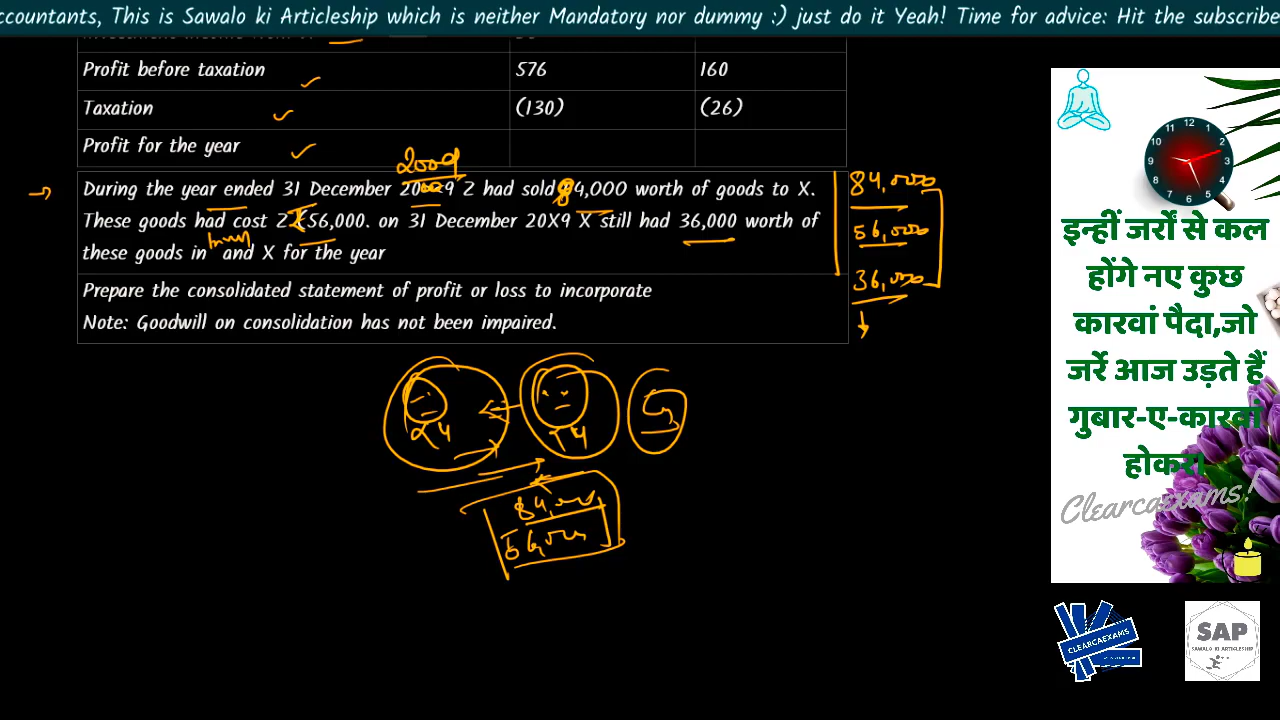 ccountants, This is Sawalo ki Articleship which is neither Mandatory nor dummy :) just do it Yeah! Time for advice: Hit the subscribe
Profit before taxation 576 160
Taxation (130) (26)
Profit for the year
2009
During the year ended 31 December 20X9 Z had sold 84,000 worth of goods to X.
These goods had cost Z 56,000. on 31 December 20X9 X still had 36,000 worth of
these goods in and X for the year
84,000
56,000
36,000
Prepare the consolidated statement of profit or loss to incorporate
Note: Goodwill on consolidation has not been impaired.
84,000
56,000
इन्हीं जर्रों से कल
होंगे नए कुछ
कारवां पैदा,जो
जर्रे आज उड़ते हैं
गुबार-ए-कारवां
होकर।
Clearcaexams!
CLEARCAEXAMS
SAP
SAWALO KI ARTICLESHIP